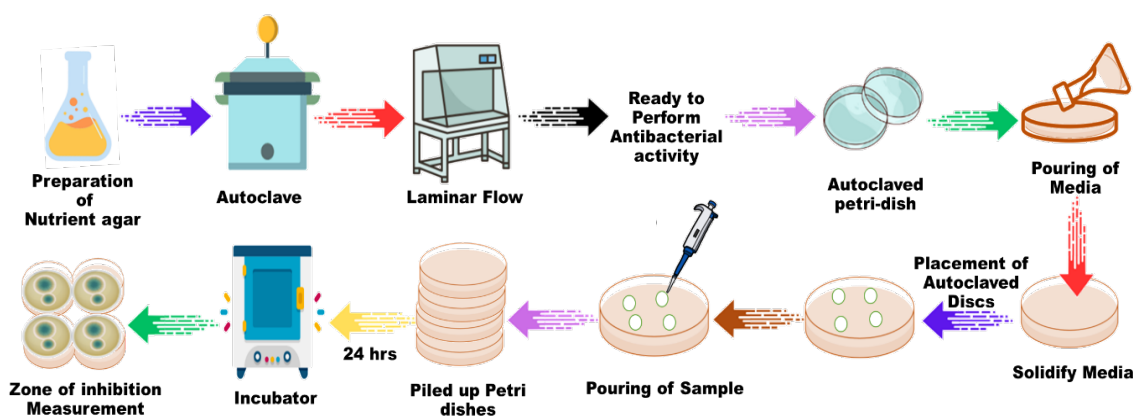 Preparation
of
Nutrient agar
Autoclave
Laminar Flow
Ready to
Perform
Antibacterial
activity
Autoclaved
petri-dish
Pouring of
Media
Placement of
Autoclaved
Discs
Solidify Media
Pouring of Sample
Piled up Petri
dishes
24 hrs
Incubator
Zone of inhibition
Measurement